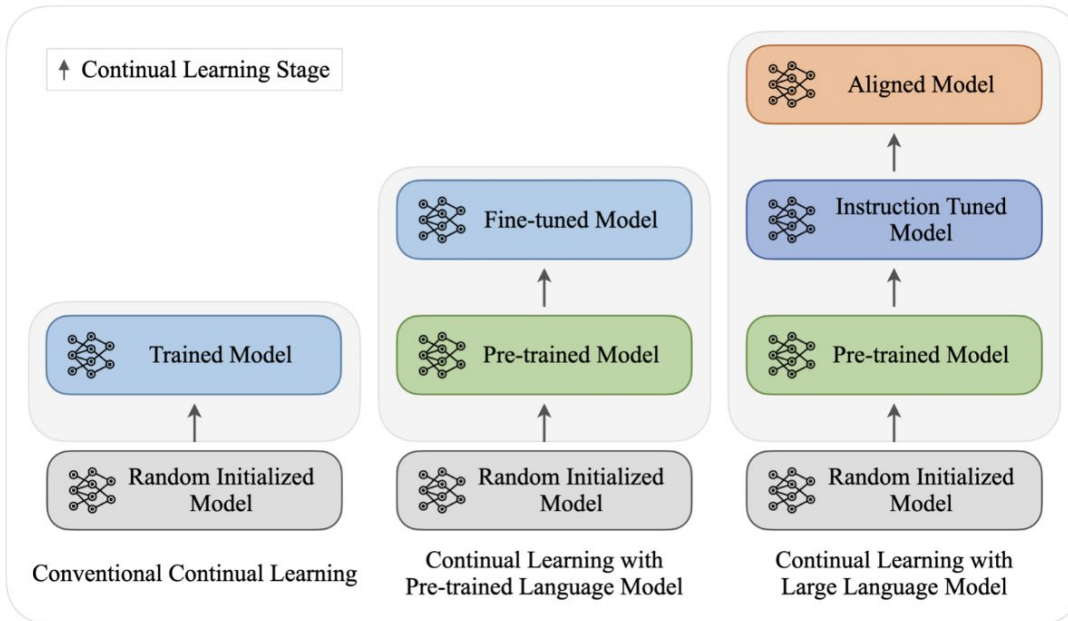 Continual Learning Stage
Trained Model
Random Initialized
Model
Conventional Continual Learning
Fine-tuned Model
Pre-trained Model
Random Initialized
Model
Continual Learning with
Pre-trained Language Model
Aligned Model
Instruction Tuned
Model
Pre-trained Model
Random Initialized
Model
Continual Learning with
Large Language Model